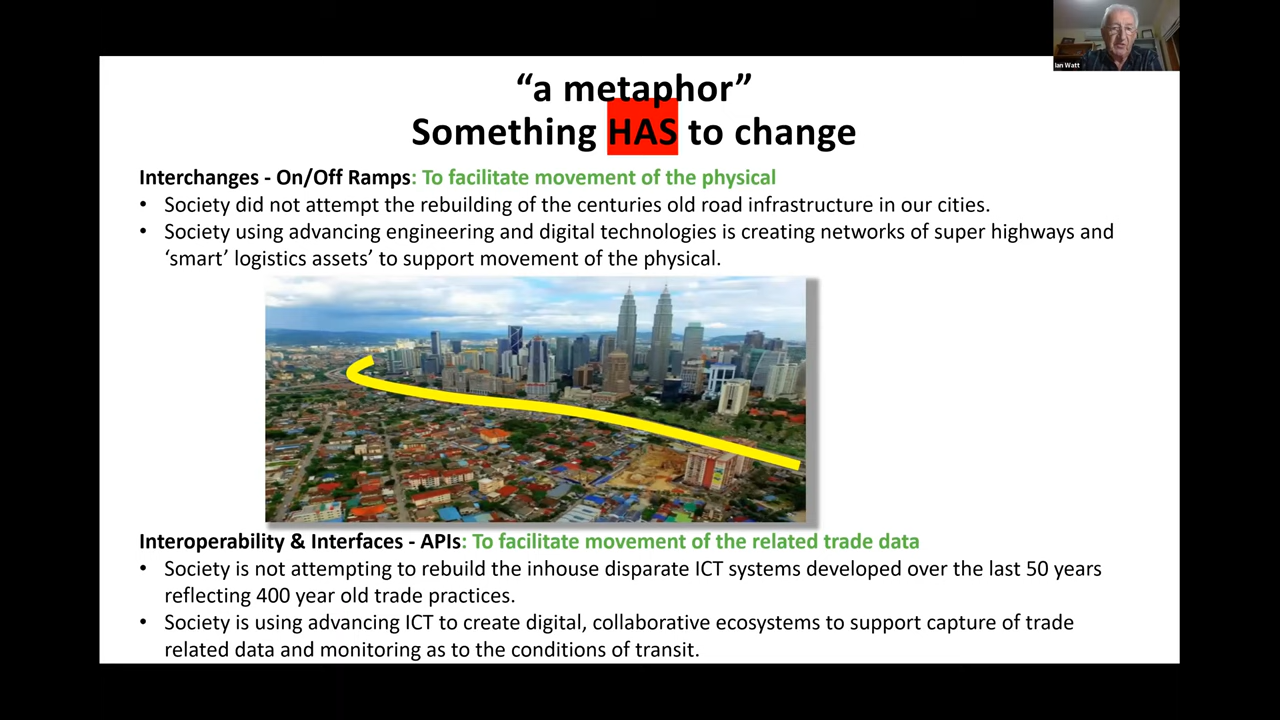 Ian Watt
“a metaphor”
Something HAS to change
Interchanges - On/Off Ramps: To facilitate movement of the physical
• Society did not attempt the rebuilding of the centuries old road infrastructure in our cities.
• Society using advancing engineering and digital technologies is creating networks of super highways and
‘smart’ logistics assets’ to support movement of the physical.
Interoperability & Interfaces - APIs: To facilitate movement of the related trade data
• Society is not attempting to rebuild the inhouse disparate ICT systems developed over the last 50 years
reflecting 400 year old trade practices.
• Society is using advancing ICT to create digital, collaborative ecosystems to support capture of trade
related data and monitoring as to the conditions of transit.